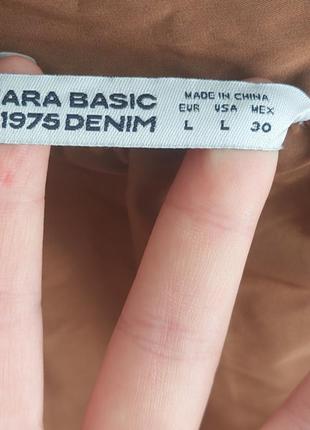 ARA BASIC
1975 DENIM
MADE IN CHINA
EUR USA MEX
L L 30